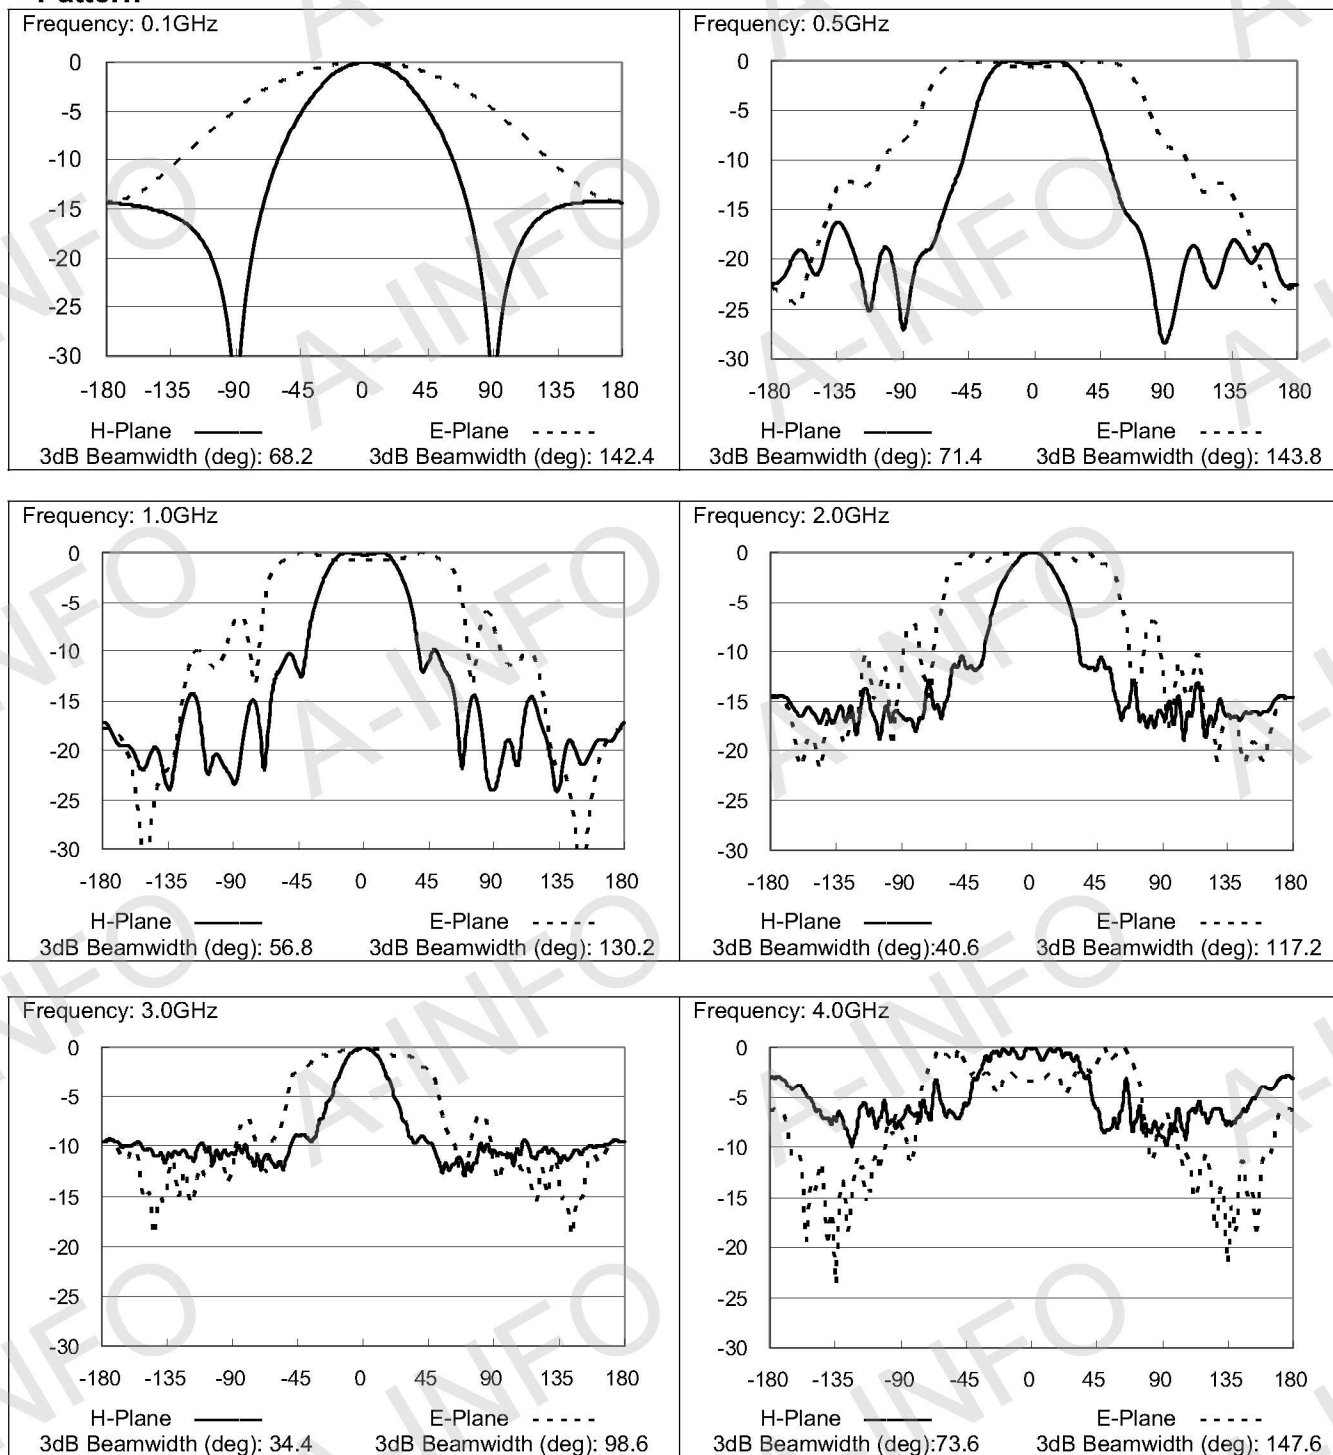 Pattern
Frequency: 0.1GHz
0
-5
-10
-15
-20
-25
-30
-180 -135 -90 -45 0 45 90 135 180
H-Plane E-Plane
3dB Beamwidth (deg): 68.2 3dB Beamwidth (deg): 142.4
Frequency: 0.5GHz
0
-5
-10
-15
-20
-25
-30
-180 -135 -90 -45 0 45 90 135 180
H-Plane E-Plane
3dB Beamwidth (deg): 71.4 3dB Beamwidth (deg): 143.8
Frequency: 1.0GHz
0
-5
-10
-15
-20
-25
-30
-180 -135 -90 -45 0 45 90 135 180
H-Plane E-Plane
3dB Beamwidth (deg): 56.8 3dB Beamwidth (deg): 130.2
Frequency: 2.0GHz
0
-5
-10
-15
-20
-25
-30
-180 -135 -90 -45 0 45 90 135 180
H-Plane E-Plane
3dB Beamwidth (deg):40.6 3dB Beamwidth (deg): 117.2
Frequency: 3.0GHz
0
-5
-10
-15
-20
-25
-30
-180 -135 -90 -45 0 45 90 135 180
H-Plane E-Plane
3dB Beamwidth (deg): 34.4 3dB Beamwidth (deg): 98.6
Frequency: 4.0GHz
0
-5
-10
-15
-20
-25
-30
-180 -135 -90 -45 0 45 90 135 180
H-Plane E-Plane
3dB Beamwidth (deg):73.6 3dB Beamwidth (deg): 147.6
A-INFO